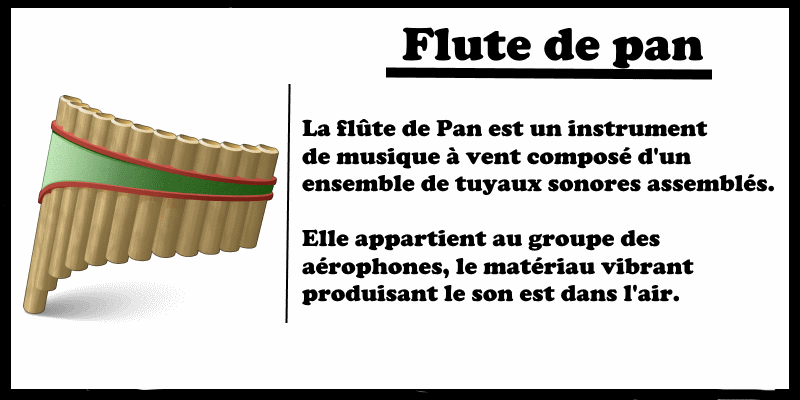 Flute de pan
La flûte de Pan est un instrument
de musique à vent composé d'un
ensemble de tuyaux sonores assemblés.
Elle appartient au groupe des
aérophones, le matériau vibrant
produisant le son est dans l'air.